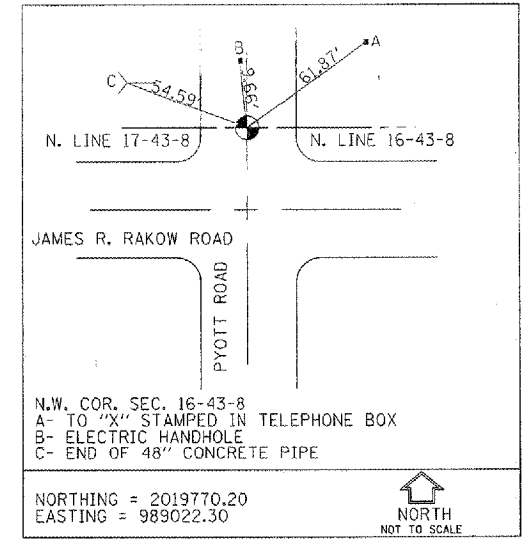 B
A
C
54.59'
61.87'
N. LINE 17-43-8
N. LINE 16-43-8
JAMES R. RAKOW ROAD
PYOTT ROAD
N.W. COR. SEC. 16-43-8
A- TO "X" STAMPED IN TELEPHONE BOX
B- ELECTRIC HANDHOLE
C- END OF 48" CONCRETE PIPE
NORTHING = 2019770.20
EASTING = 989022.30
NORTH
NOT TO SCALE